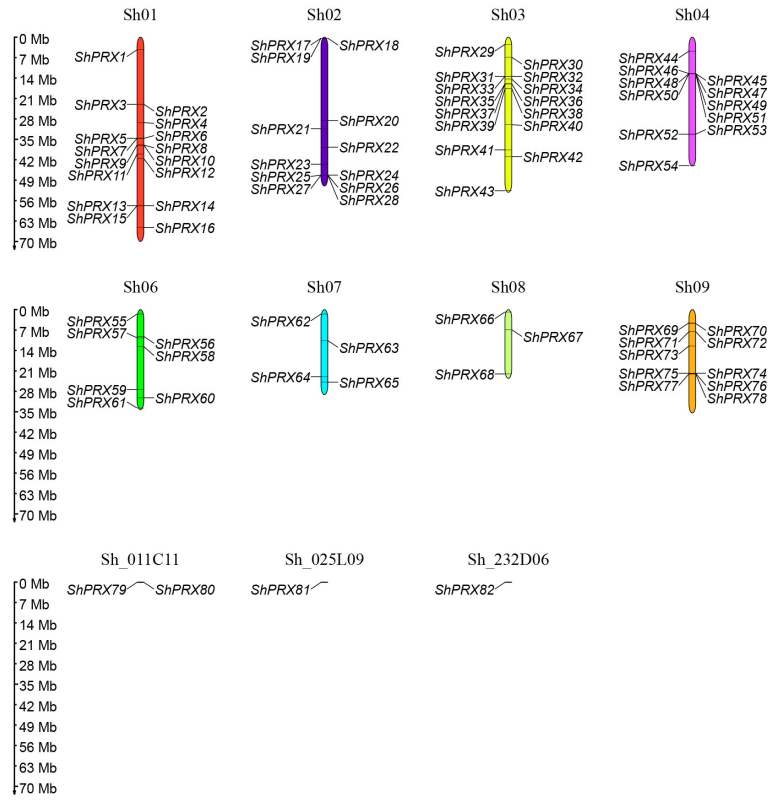 Sh01 Sh02 Sh03 Sh04
0 Mb
7 Mb
14 Mb
21 Mb
28 Mb
35 Mb
42 Mb
49 Mb
56 Mb
63 Mb
70 Mb
ShPRX1
ShPRX3 ShPRX2
ShPRX4
ShPRX5 ShPRX6
ShPRX7 ShPRX8
ShPRX9 ShPRX10
ShPRX11 ShPRX12
ShPRX13 ShPRX14
ShPRX15
ShPRX16
ShPRX17 ShPRX18
ShPRX19
ShPRX20
ShPRX21
ShPRX22
ShPRX23
ShPRX25 ShPRX24
ShPRX27 ShPRX26
ShPRX28
ShPRX29
ShPRX30
ShPRX31 ShPRX32
ShPRX33 ShPRX34
ShPRX35 ShPRX36
ShPRX37 ShPRX38
ShPRX39 ShPRX40
ShPRX41
ShPRX42
ShPRX43
ShPRX44
ShPRX46
ShPRX48 ShPRX45
ShPRX50 ShPRX47
ShPRX49
ShPRX51
ShPRX52 ShPRX53
ShPRX54
Sh06 Sh07 Sh08 Sh09
0 Mb
7 Mb
14 Mb
21 Mb
28 Mb
35 Mb
42 Mb
49 Mb
56 Mb
63 Mb
70 Mb
ShPRX55
ShPRX57
ShPRX56
ShPRX58
ShPRX59
ShPRX61 ShPRX60
ShPRX62
ShPRX63
ShPRX64
ShPRX65
ShPRX66
ShPRX67
ShPRX68
ShPRX69 ShPRX70
ShPRX71 ShPRX72
ShPRX73
ShPRX75 ShPRX74
ShPRX77 ShPRX76
ShPRX78
Sh_011C11 Sh_025L09 Sh_232D06
0 Mb
7 Mb
14 Mb
21 Mb
28 Mb
35 Mb
42 Mb
49 Mb
56 Mb
63 Mb
70 Mb
ShPRX79 ShPRX80
ShPRX81
ShPRX82